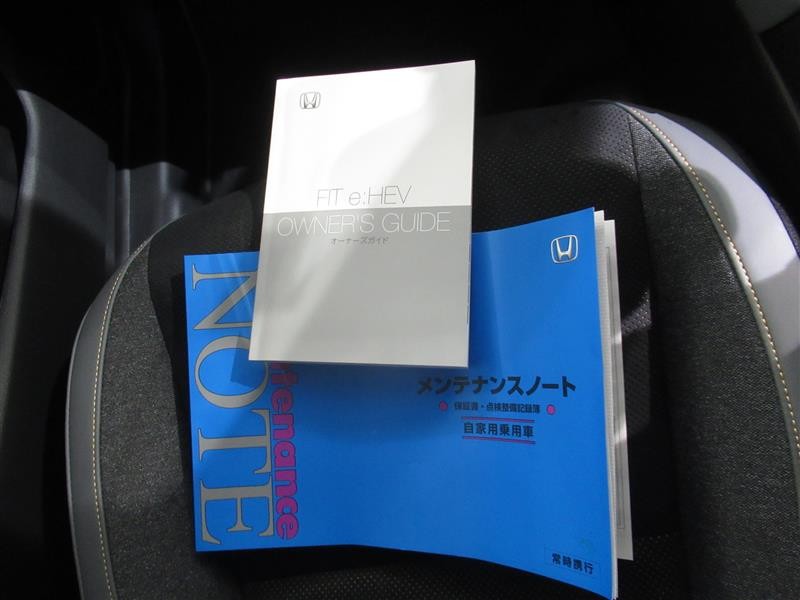 FIT e:HEV
OWNER'S GUIDE
オーナーズガイド
NOTE
tenance
メンテナンスノート
保証書・点検整備記録簿
自家用乗用車
常時携行